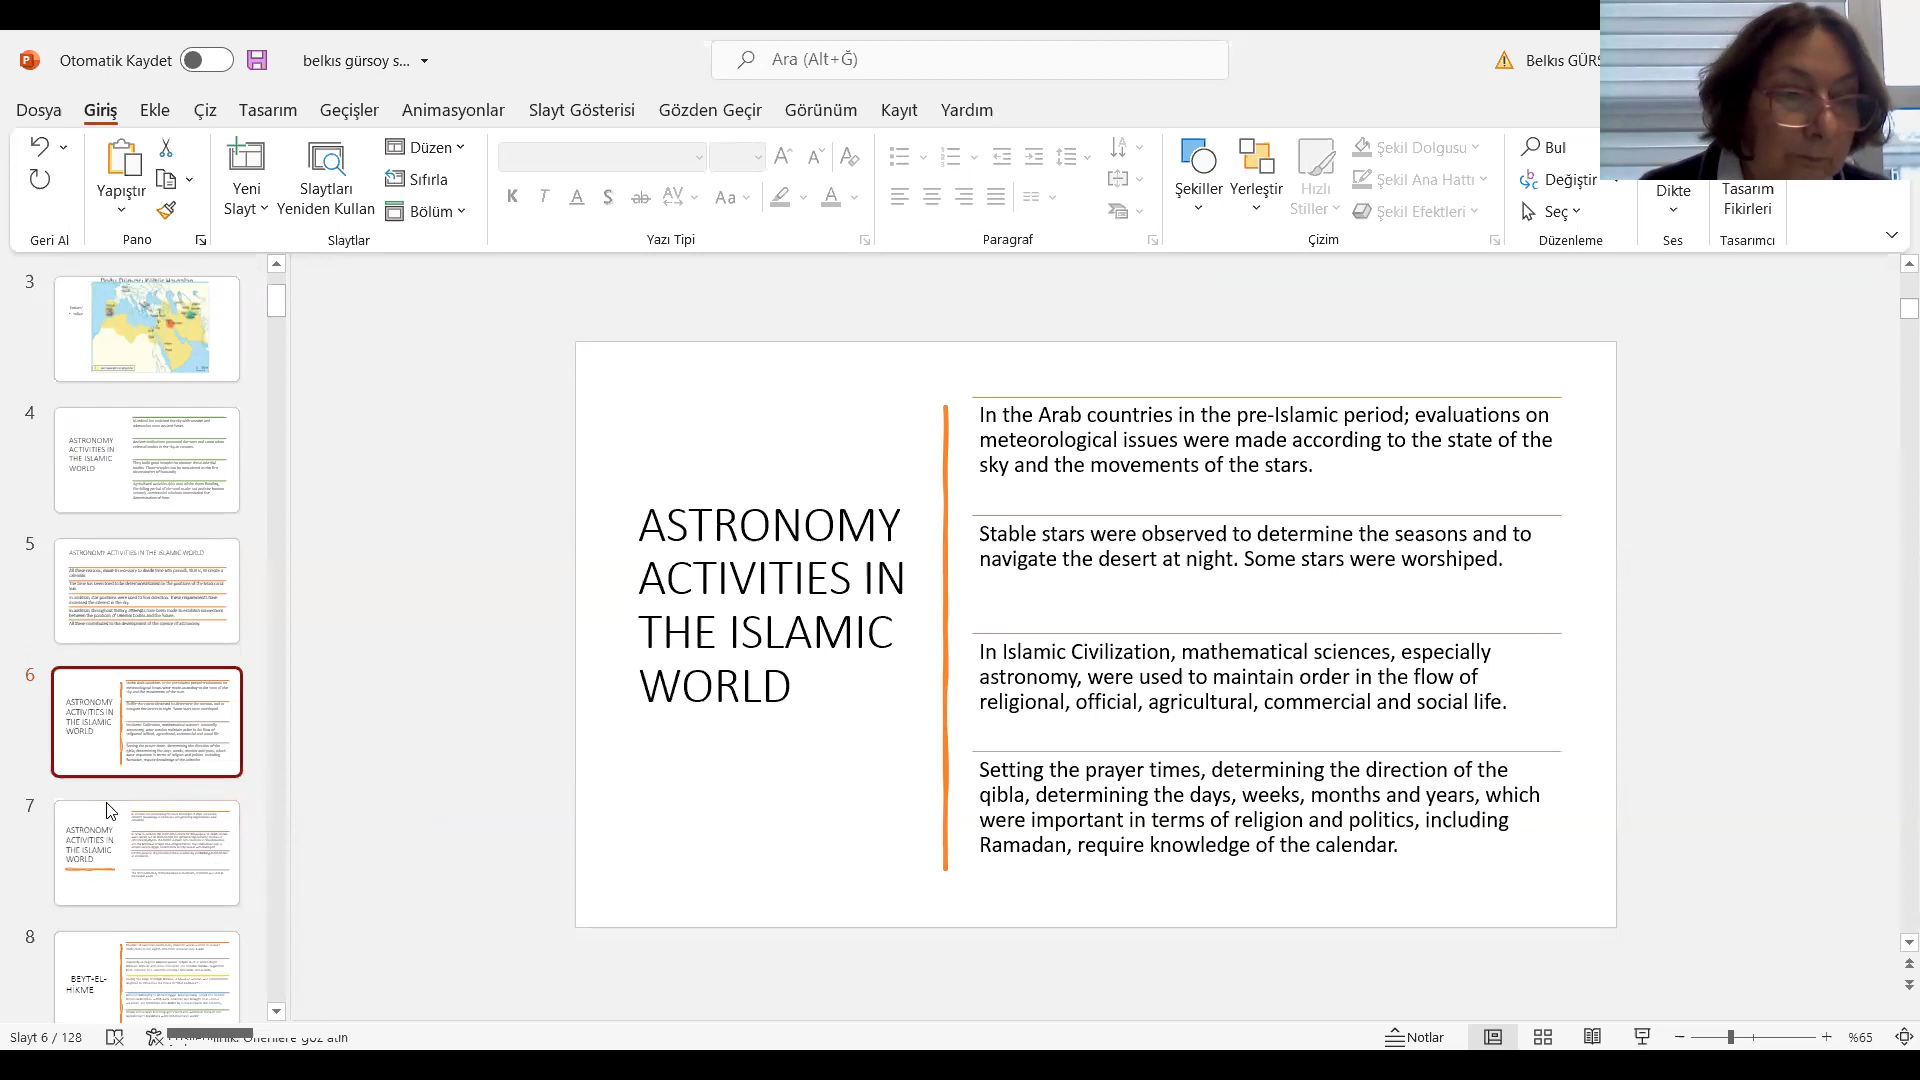 Otomatik Kaydet
belkıs gürsoy s...
Ara (Alt+Ğ)
Belkıs GÜRS
Dosya Giriş Ekle Çiz Tasarım Geçişler Animasyonlar Slayt Gösterisi Gözden Geçir Görünüm Kayıt Yardım
Yapıştır
Yeni Slayt
Slaytları Yeniden Kullan
Düzen
Sıfırla
Bölüm
K T A S ab AV Aa A
Şekiller
Yerleştir
Hızlı Stiller
Şekil Dolgusu
Şekil Ana Hattı
Şekil Efektleri
Bul
Değiştir
Seç
Dikte
Tasarım Fikirleri
Geri Al Pano Slaytlar Yazı Tipi Paragraf Çizim Düzenleme Ses Tasarımcı
3
4
ASTRONOMY
ACTIVITIES IN
THE ISLAMIC
WORLD
5
ASTRONOMY ACTIVITIES IN THE ISLAMIC WORLD
6
ASTRONOMY
ACTIVITIES IN
THE ISLAMIC
WORLD
7
ASTRONOMY
ACTIVITIES IN
THE ISLAMIC
WORLD
8
BEYT-EL-
HİKME
ASTRONOMY
ACTIVITIES IN
THE ISLAMIC
WORLD
In the Arab countries in the pre-Islamic period; evaluations on
meteorological issues were made according to the state of the
sky and the movements of the stars.
Stable stars were observed to determine the seasons and to
navigate the desert at night. Some stars were worshiped.
In Islamic Civilization, mathematical sciences, especially
astronomy, were used to maintain order in the flow of
religional, official, agricultural, commercial and social life.
Setting the prayer times, determining the direction of the
qibla, determining the days, weeks, months and years, which
were important in terms of religion and politics, including
Ramadan, require knowledge of the calendar.
Slayt 6 / 128
Notlar
%65